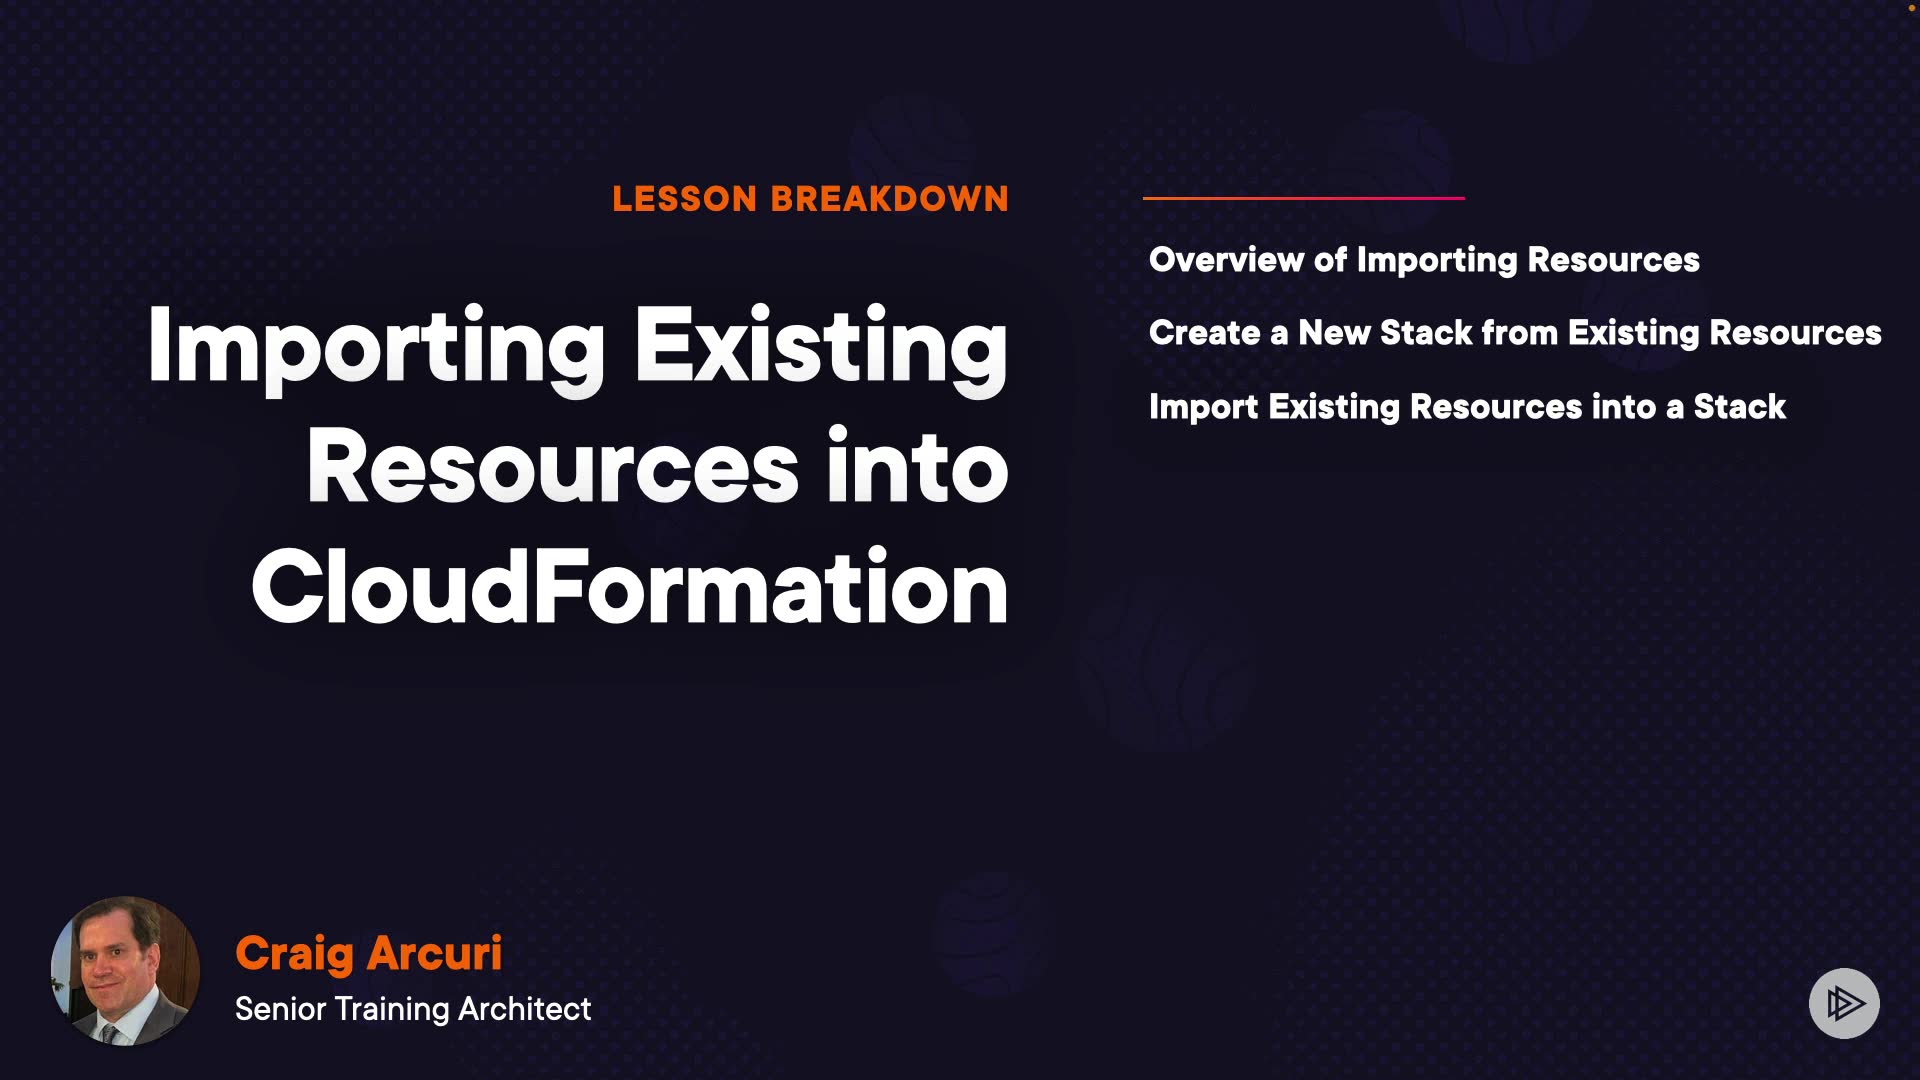 LESSON BREAKDOWN
Importing Existing
Resources into
CloudFormation
Overview of Importing Resources
Create a New Stack from Existing Resources
Import Existing Resources into a Stack
Craig Arcuri
Senior Training Architect